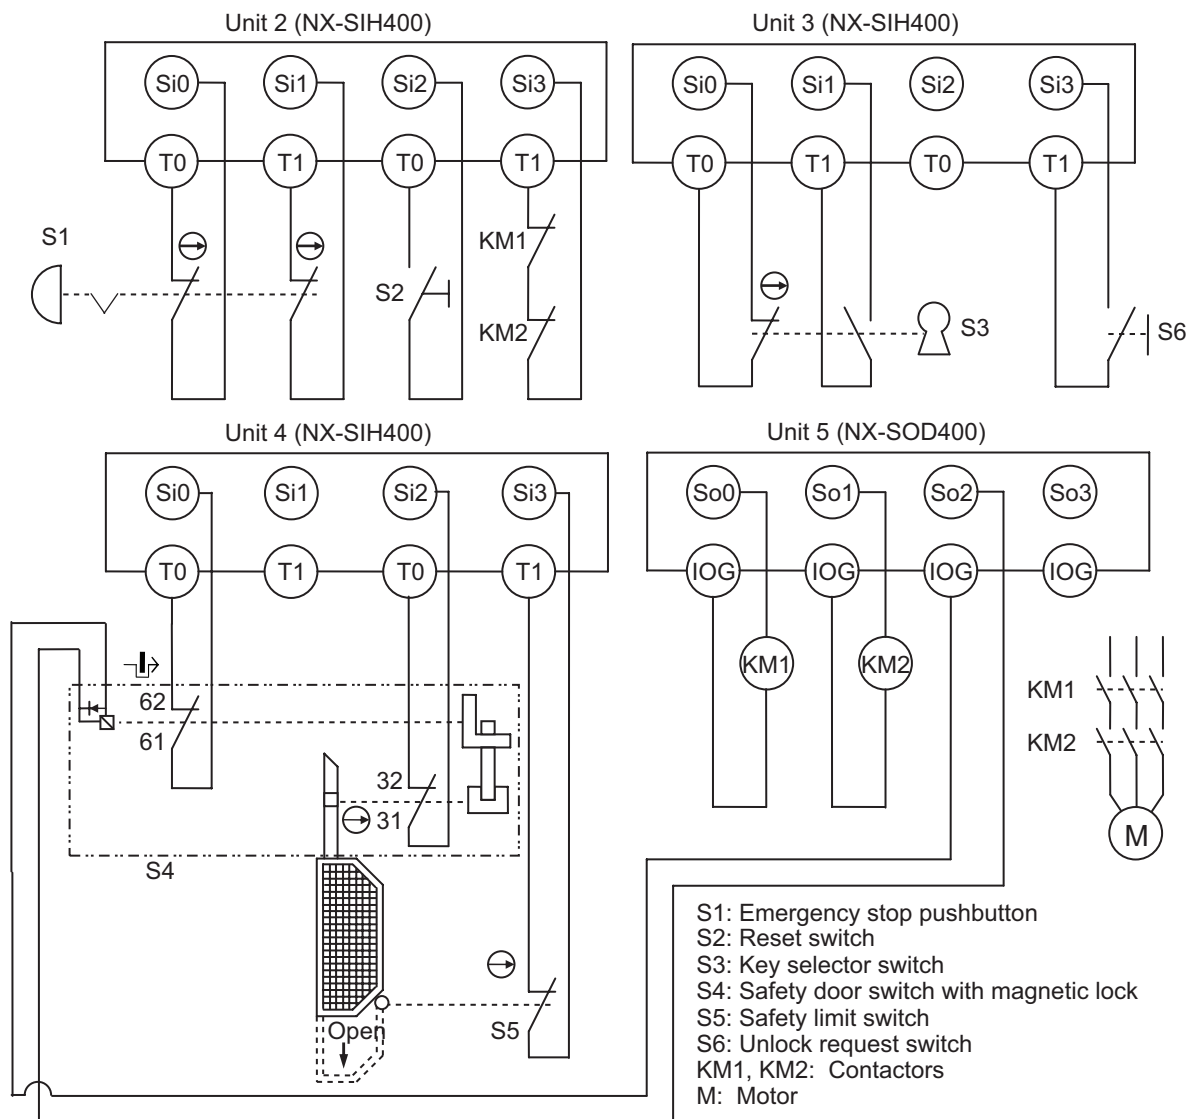 Unit 2 (NX-SIH400)
Si0 Si1 Si2 Si3
T0 T1 T0 T1
S1
S2
KM1
KM2
Unit 3 (NX-SIH400)
Si0 Si1 Si2 Si3
T0 T1 T0 T1
S3
S6
Unit 4 (NX-SIH400)
Si0 Si1 Si2 Si3
T0 T1 T0 T1
62
61
32
31
S4
S5
Open
Unit 5 (NX-SOD400)
So0 So1 So2 So3
IOG IOG IOG IOG
KM1 KM2
KM1
KM2
M
S1: Emergency stop pushbutton
S2: Reset switch
S3: Key selector switch
S4: Safety door switch with magnetic lock
S5: Safety limit switch
S6: Unlock request switch
KM1, KM2: Contactors
M: Motor